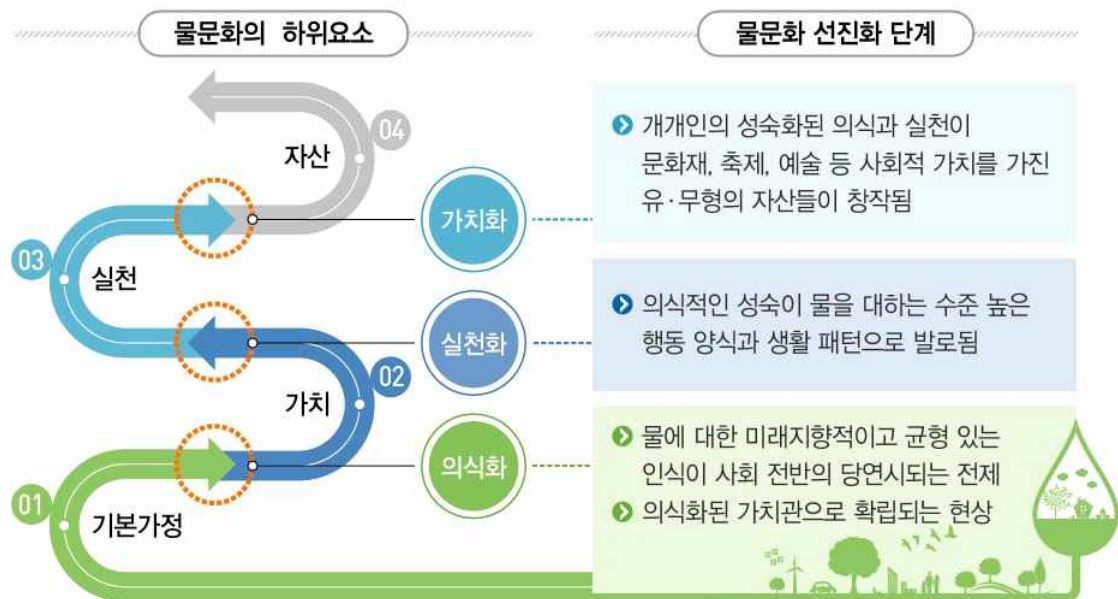 물문화의 하위요소
물문화 선진화 단계
04
자산
가치화
개개인의 성숙화된 의식과 실천이
문화재, 축제, 예술 등 사회적 가치를 가진
유·무형의 자산들이 창작됨
03
실천
실천화
의식적인 성숙이 물을 대하는 수준 높은
행동 양식과 생활 패턴으로 발로됨
02
가치
의식화
물에 대한 미래지향적이고 균형 있는
인식이 사회 전반의 당연시되는 전제
의식화된 가치관으로 확립되는 현상
01
기본가정